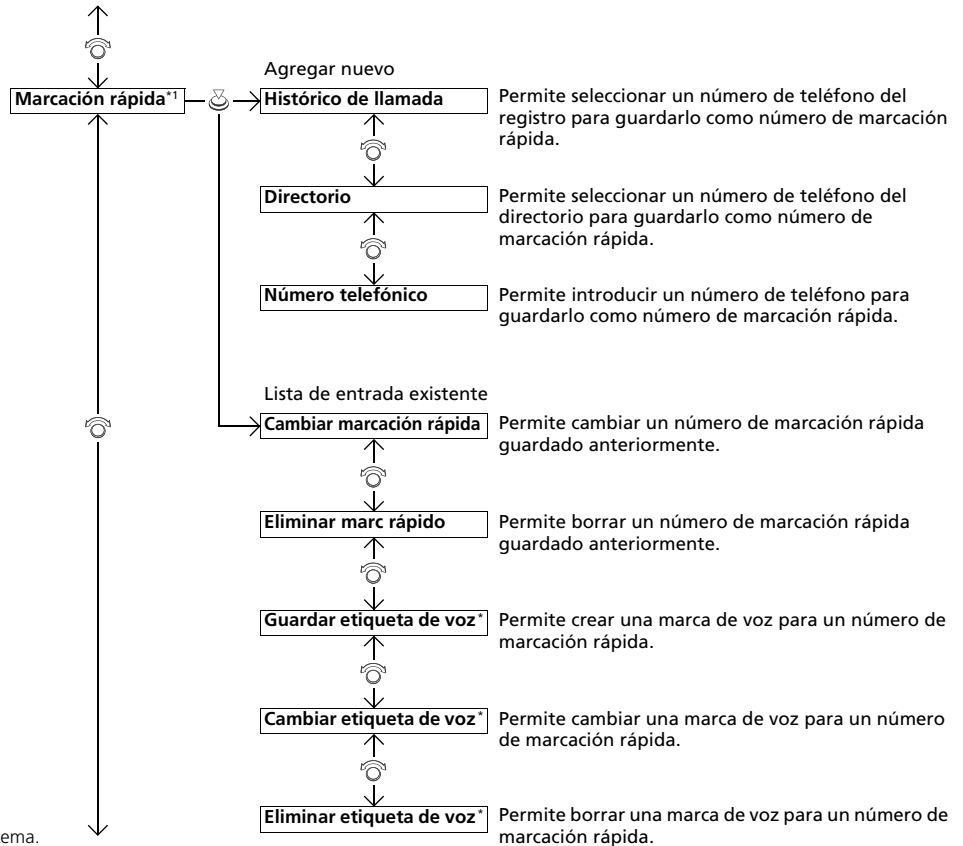 Agregar nuevo
Marcación rápida*1
Histórico de llamada
Permite seleccionar un número de teléfono del
registro para guardarlo como número de marcación
rápida.
Directorio
Permite seleccionar un número de teléfono del
directorio para guardarlo como número de
marcación rápida.
Número telefónico
Permite introducir un número de teléfono para
guardarlo como número de marcación rápida.
Lista de entrada existente
Cambiar marcación rápida
Permite cambiar un número de marcación rápida
guardado anteriormente.
Eliminar marc rápido
Permite borrar un número de marcación rápida
guardado anteriormente.
Guardar etiqueta de voz*
Permite crear una marca de voz para un número de
marcación rápida.
Cambiar etiqueta de voz*
Permite cambiar una marca de voz para un número
de marcación rápida.
Eliminar etiqueta de voz*
Permite borrar una marca de voz para un número de
marcación rápida.
ema.